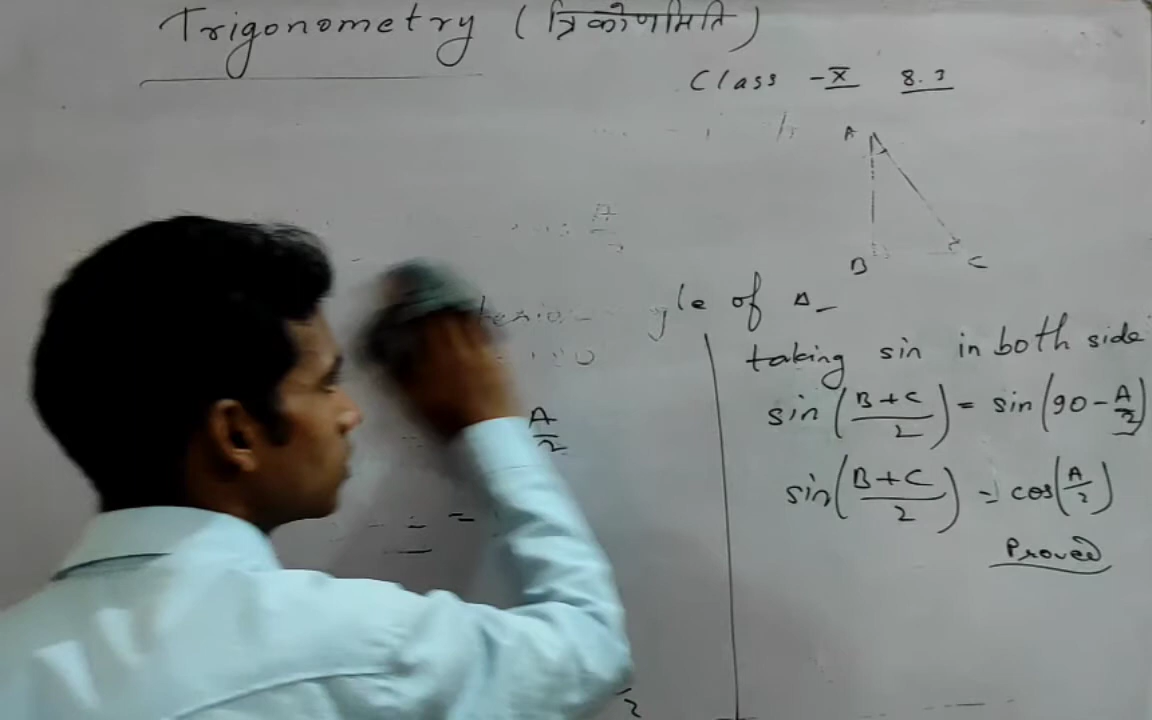 Trigonometry (त्रिकोणमिति)
Class - X 8.3
A
B C
of Δ
A/2
taking sin in both side
sin((B+C)/2) = sin(90 - A/2)
sin((B+C)/2) = cos(A/2)
Proved